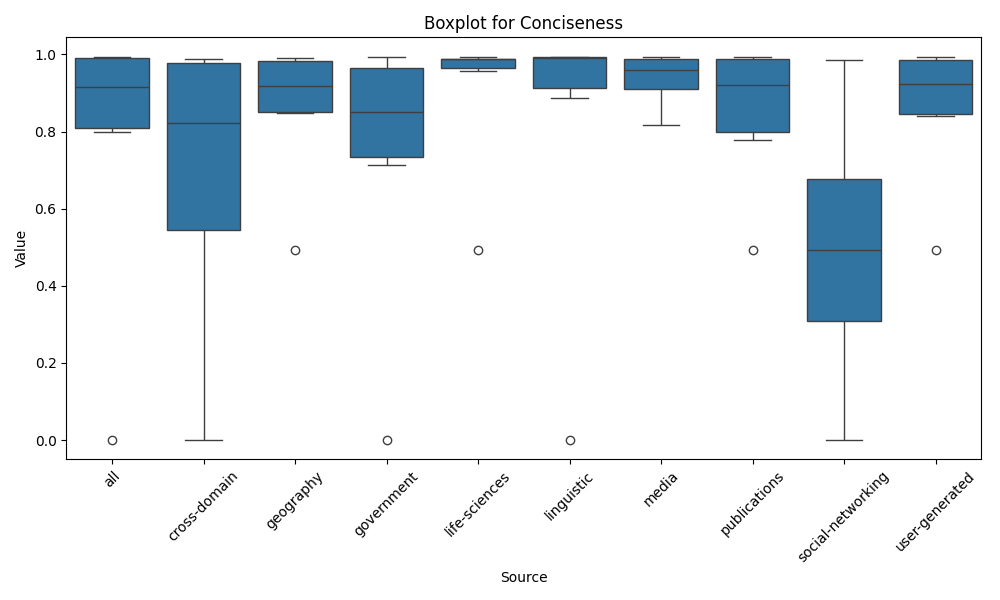 Boxplot for Conciseness
Value
1.0
0.8
0.6
0.4
0.2
0.0
all
cross-domain
geography
government
life-sciences
linguistic
media
publications
social-networking
user-generated
Source